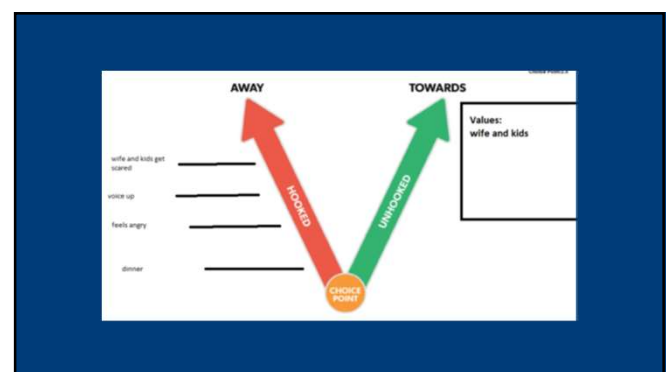 AWAY
TOWARDS
Values:
wife and kids
wife and kids get
scared
voice up
feels angry
dinner
HOOKED
UNHOOKED
CHOICE
POINT